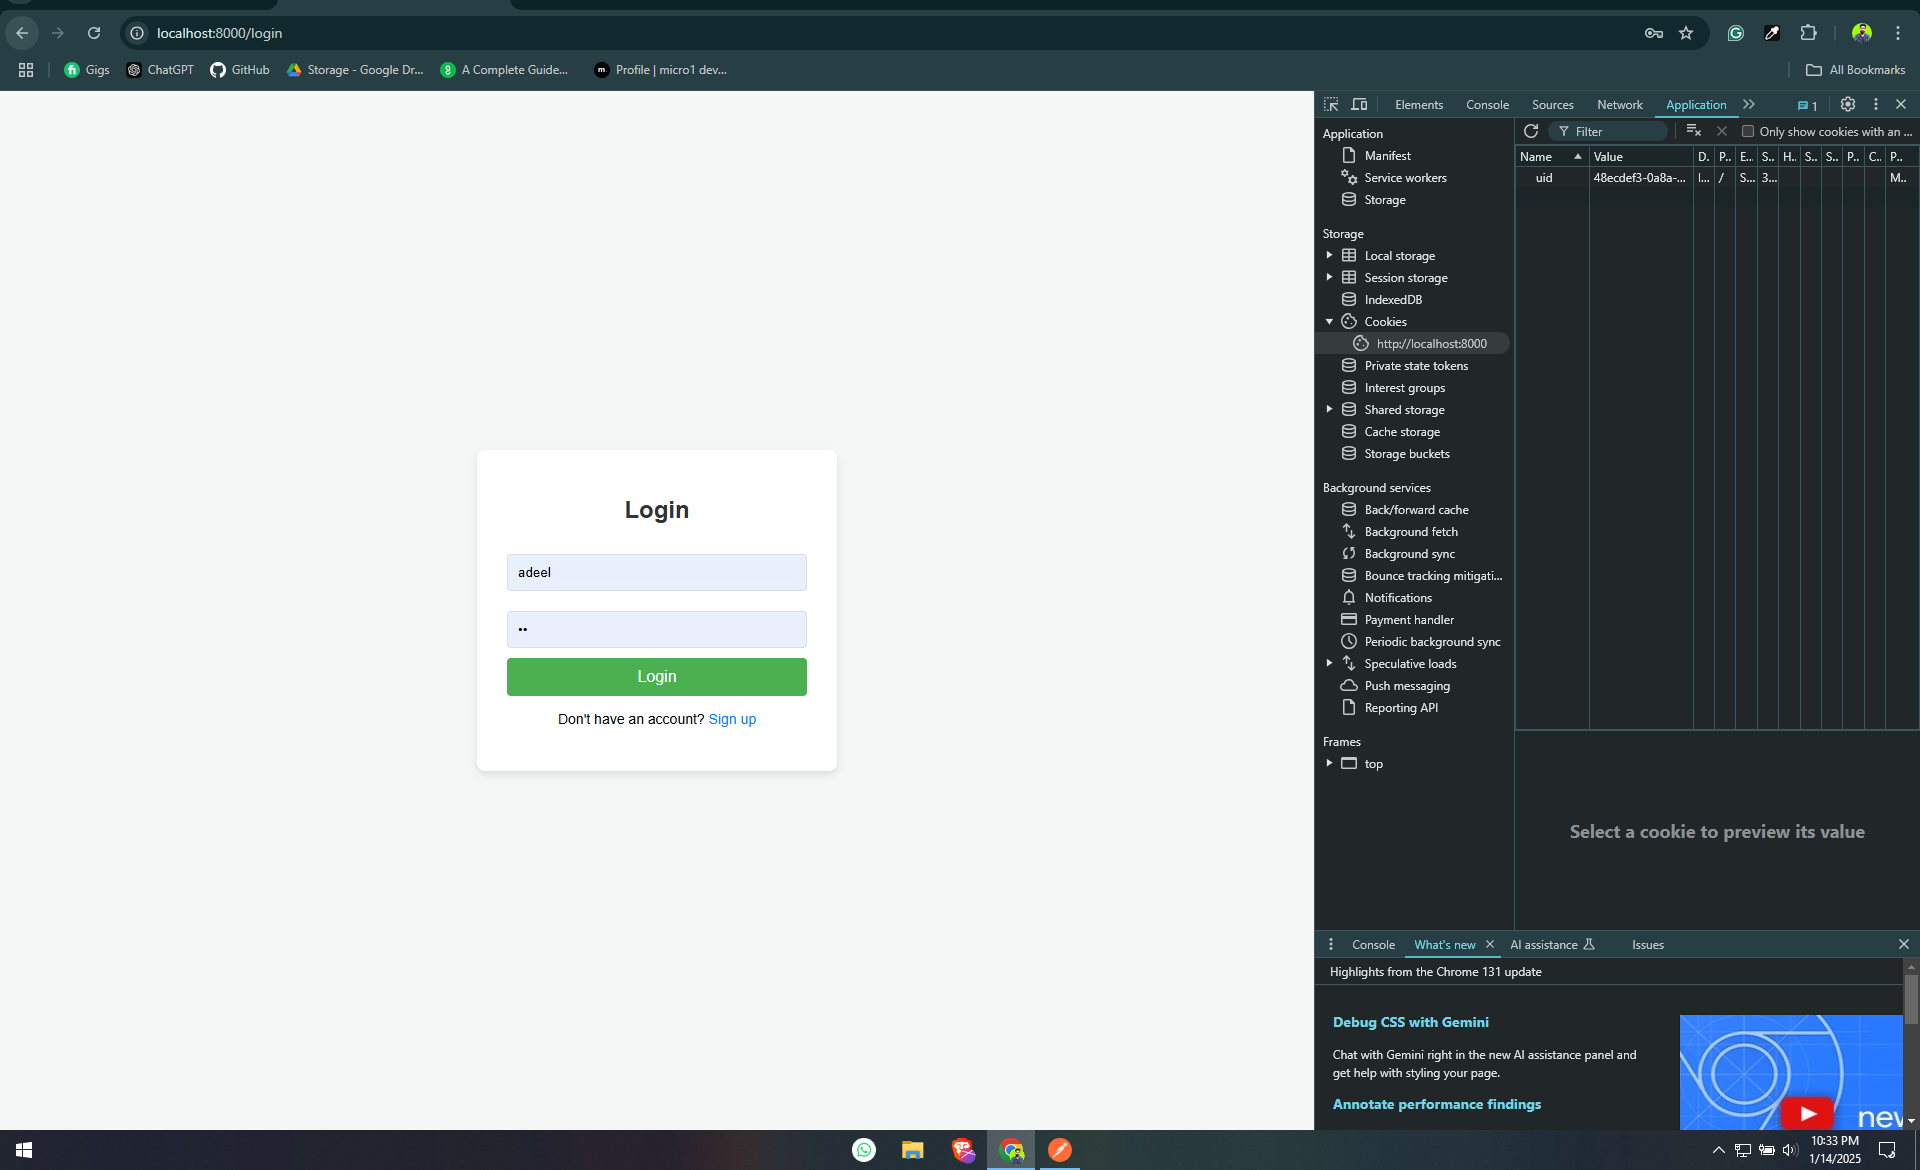 localhost:8000/login
Gigs
ChatGPT
GitHub
Storage - Google Dr...
A Complete Guide...
Profile | micro1 dev...
All Bookmarks
Elements
Console
Sources
Network
Application
1
Application
Manifest
Service workers
Storage
Storage
Local storage
Session storage
IndexedDB
Cookies
http://localhost:8000
Private state tokens
Interest groups
Shared storage
Cache storage
Storage buckets
Background services
Back/forward cache
Background fetch
Background sync
Bounce tracking mitigati...
Notifications
Payment handler
Periodic background sync
Speculative loads
Push messaging
Reporting API
Frames
top
Filter
Only show cookies with an ...
Name Value D. P.. E... S.. H.. S.. S.. P.. C.. P..
uid 48ecdef3-0a8a-... l... / S... 3... M..
Select a cookie to preview its value
Login
adeel
••
Login
Don't have an account? Sign up
Console
What's new
AI assistance
Issues
Highlights from the Chrome 131 update
Debug CSS with Gemini
Chat with Gemini right in the new AI assistance panel and
get help with styling your page.
Annotate performance findings
new
10:33 PM
1/14/2025